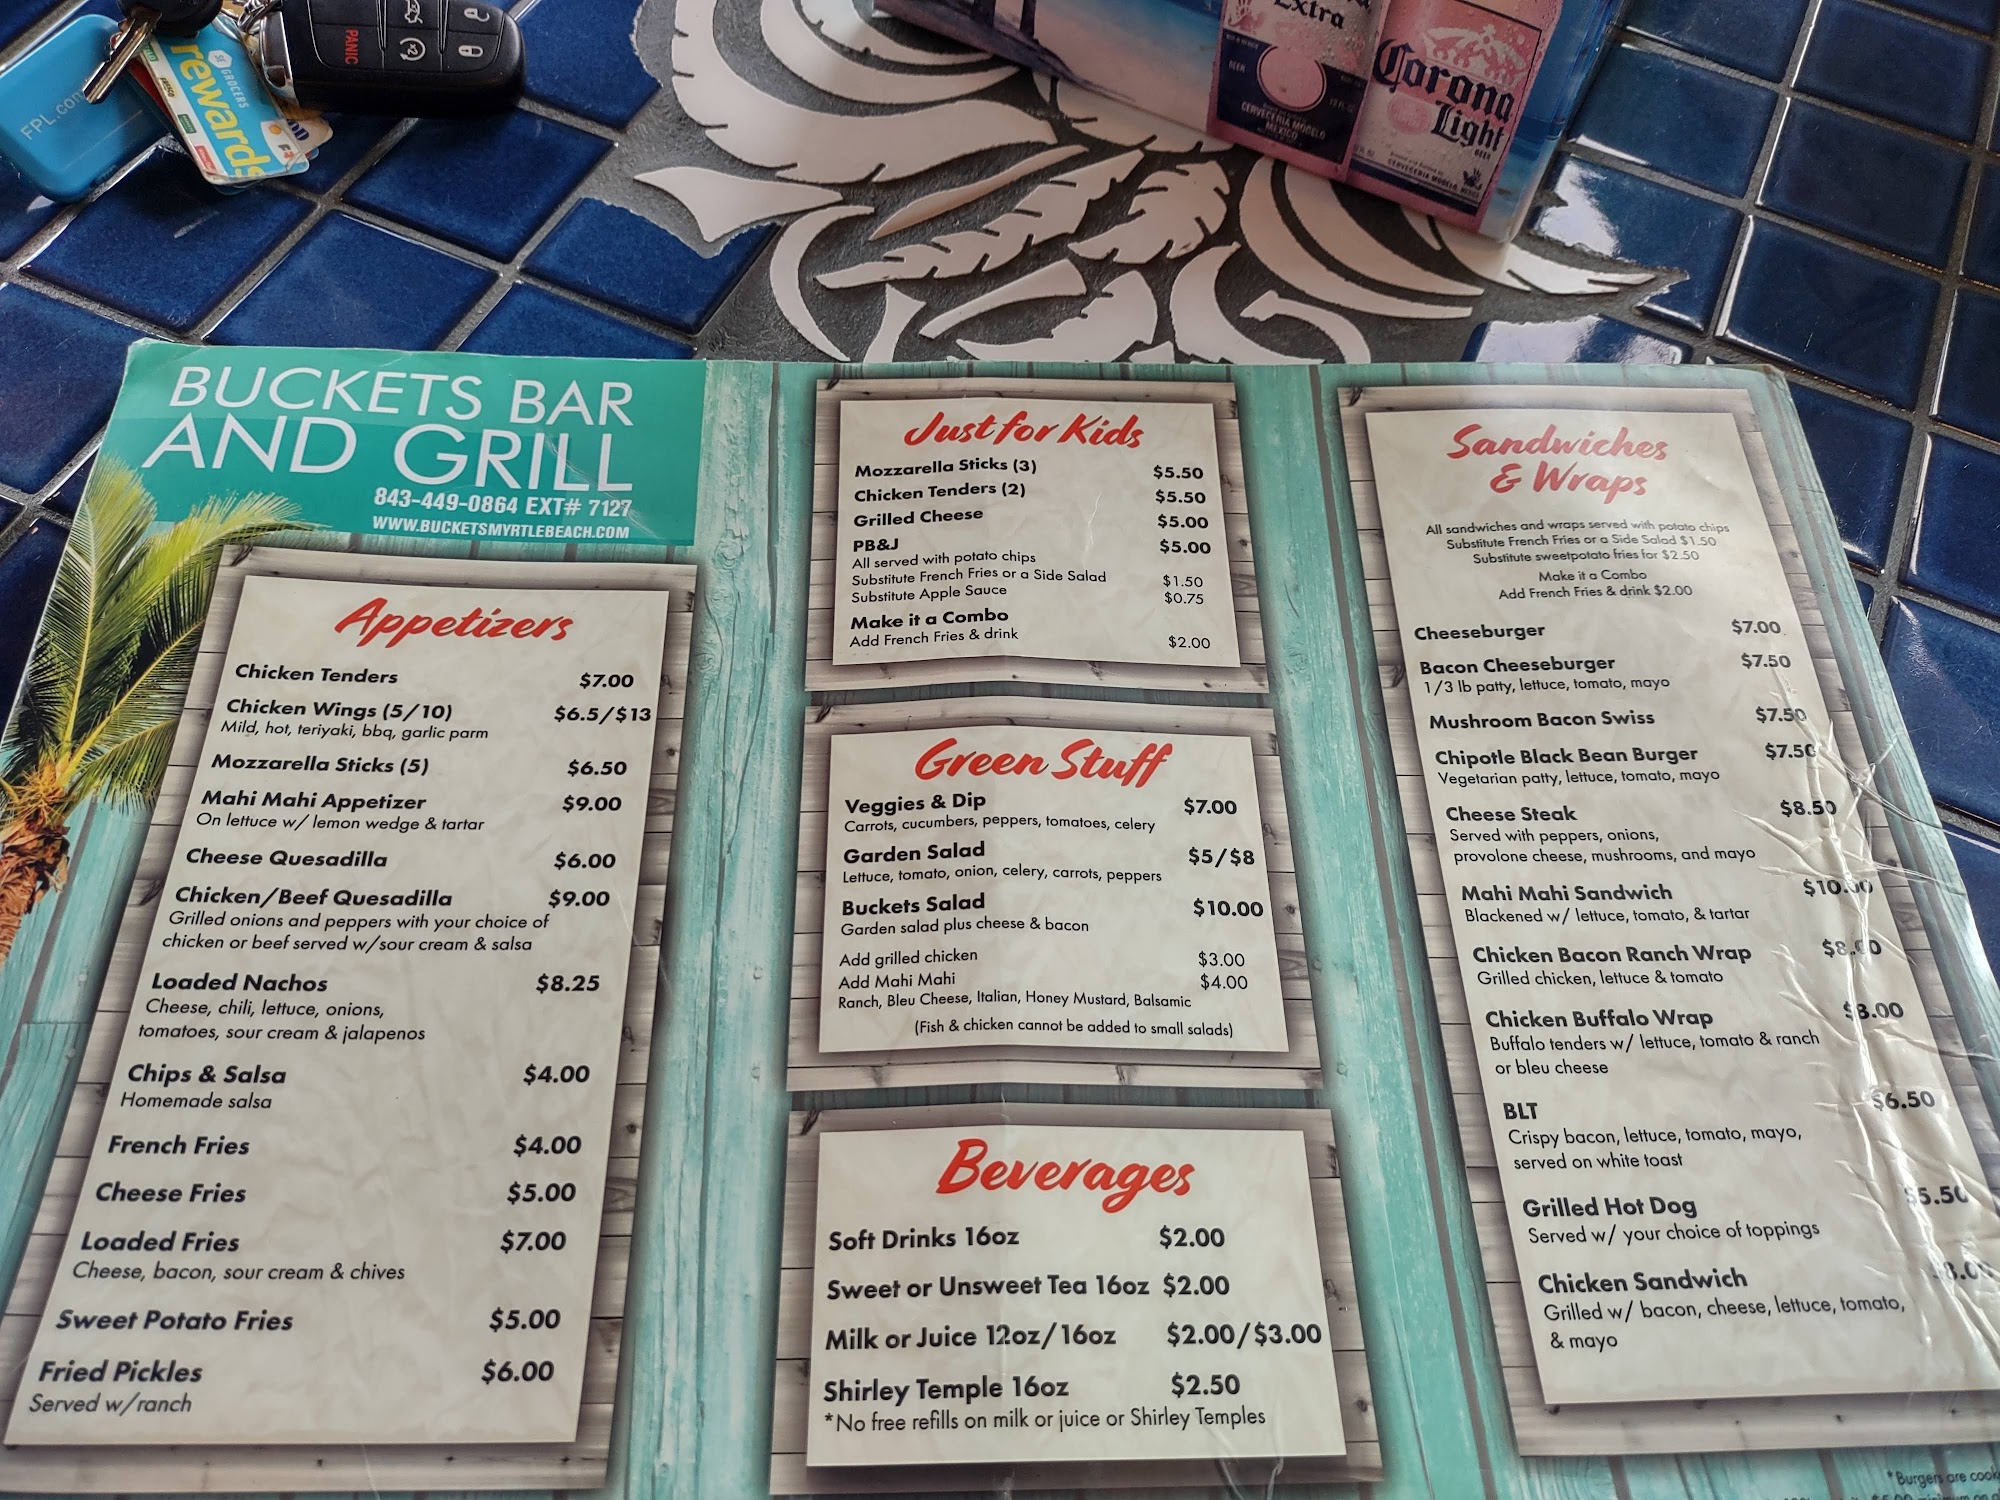 FPL.com
SE GROCERS
rewards
PANIC
Extra
BEER
CERVECERIA MODELO
MEXICO
Corona
Light
BEER
BUCKETS BAR
AND GRILL
843-449-0864 EXT# 7127
WWW.BUCKETSMYRTLEBEACH.COM
Appetizers
Chicken Tenders $7.00
Chicken Wings (5/10) $6.5/$13
Mild, hot, teriyaki, bbq, garlic parm
Mozzarella Sticks (5) $6.50
Mahi Mahi Appetizer $9.00
On lettuce w/ lemon wedge & tartar
Cheese Quesadilla $6.00
Chicken/Beef Quesadilla $9.00
Grilled onions and peppers with your choice of
chicken or beef served w/sour cream & salsa
Loaded Nachos $8.25
Cheese, chili, lettuce, onions,
tomatoes, sour cream & jalapenos
Chips & Salsa $4.00
Homemade salsa
French Fries $4.00
Cheese Fries $5.00
Loaded Fries $7.00
Cheese, bacon, sour cream & chives
Sweet Potato Fries $5.00
Fried Pickles $6.00
Served w/ranch
Just for Kids
Mozzarella Sticks (3) $5.50
Chicken Tenders (2) $5.50
Grilled Cheese $5.00
PB&J $5.00
All served with potato chips
Substitute French Fries or a Side Salad $1.50
Substitute Apple Sauce $0.75
Make it a Combo
Add French Fries & drink $2.00
Green Stuff
Veggies & Dip $7.00
Carrots, cucumbers, peppers, tomatoes, celery
Garden Salad $5/$8
Lettuce, tomato, onion, celery, carrots, peppers
Buckets Salad $10.00
Garden salad plus cheese & bacon
Add grilled chicken $3.00
Add Mahi Mahi $4.00
Ranch, Bleu Cheese, Italian, Honey Mustard, Balsamic
(Fish & chicken cannot be added to small salads)
Beverages
Soft Drinks 16oz $2.00
Sweet or Unsweet Tea 16oz $2.00
Milk or Juice 12oz/16oz $2.00/$3.00
Shirley Temple 16oz $2.50
*No free refills on milk or juice or Shirley Temples
Sandwiches
& Wraps
All sandwiches and wraps served with potato chips
Substitute French Fries or a Side Salad $1.50
Substitute sweetpotato fries for $2.50
Make it a Combo
Add French Fries & drink $2.00
Cheeseburger $7.00
Bacon Cheeseburger $7.50
1/3 lb patty, lettuce, tomato, mayo
Mushroom Bacon Swiss $7.50
Chipotle Black Bean Burger $7.50
Vegetarian patty, lettuce, tomato, mayo
Cheese Steak $8.50
Served with peppers, onions,
provolone cheese, mushrooms, and mayo
Mahi Mahi Sandwich $10.00
Blackened w/ lettuce, tomato, & tartar
Chicken Bacon Ranch Wrap $8.00
Grilled chicken, lettuce & tomato
Chicken Buffalo Wrap $8.00
Buffalo tenders w/ lettuce, tomato & ranch
or bleu cheese
BLT $6.50
Crispy bacon, lettuce, tomato, mayo,
served on white toast
Grilled Hot Dog $5.50
Served w/ your choice of toppings
Chicken Sandwich
Grilled w/ bacon, cheese, lettuce, tomato,
& mayo
*Burgers are